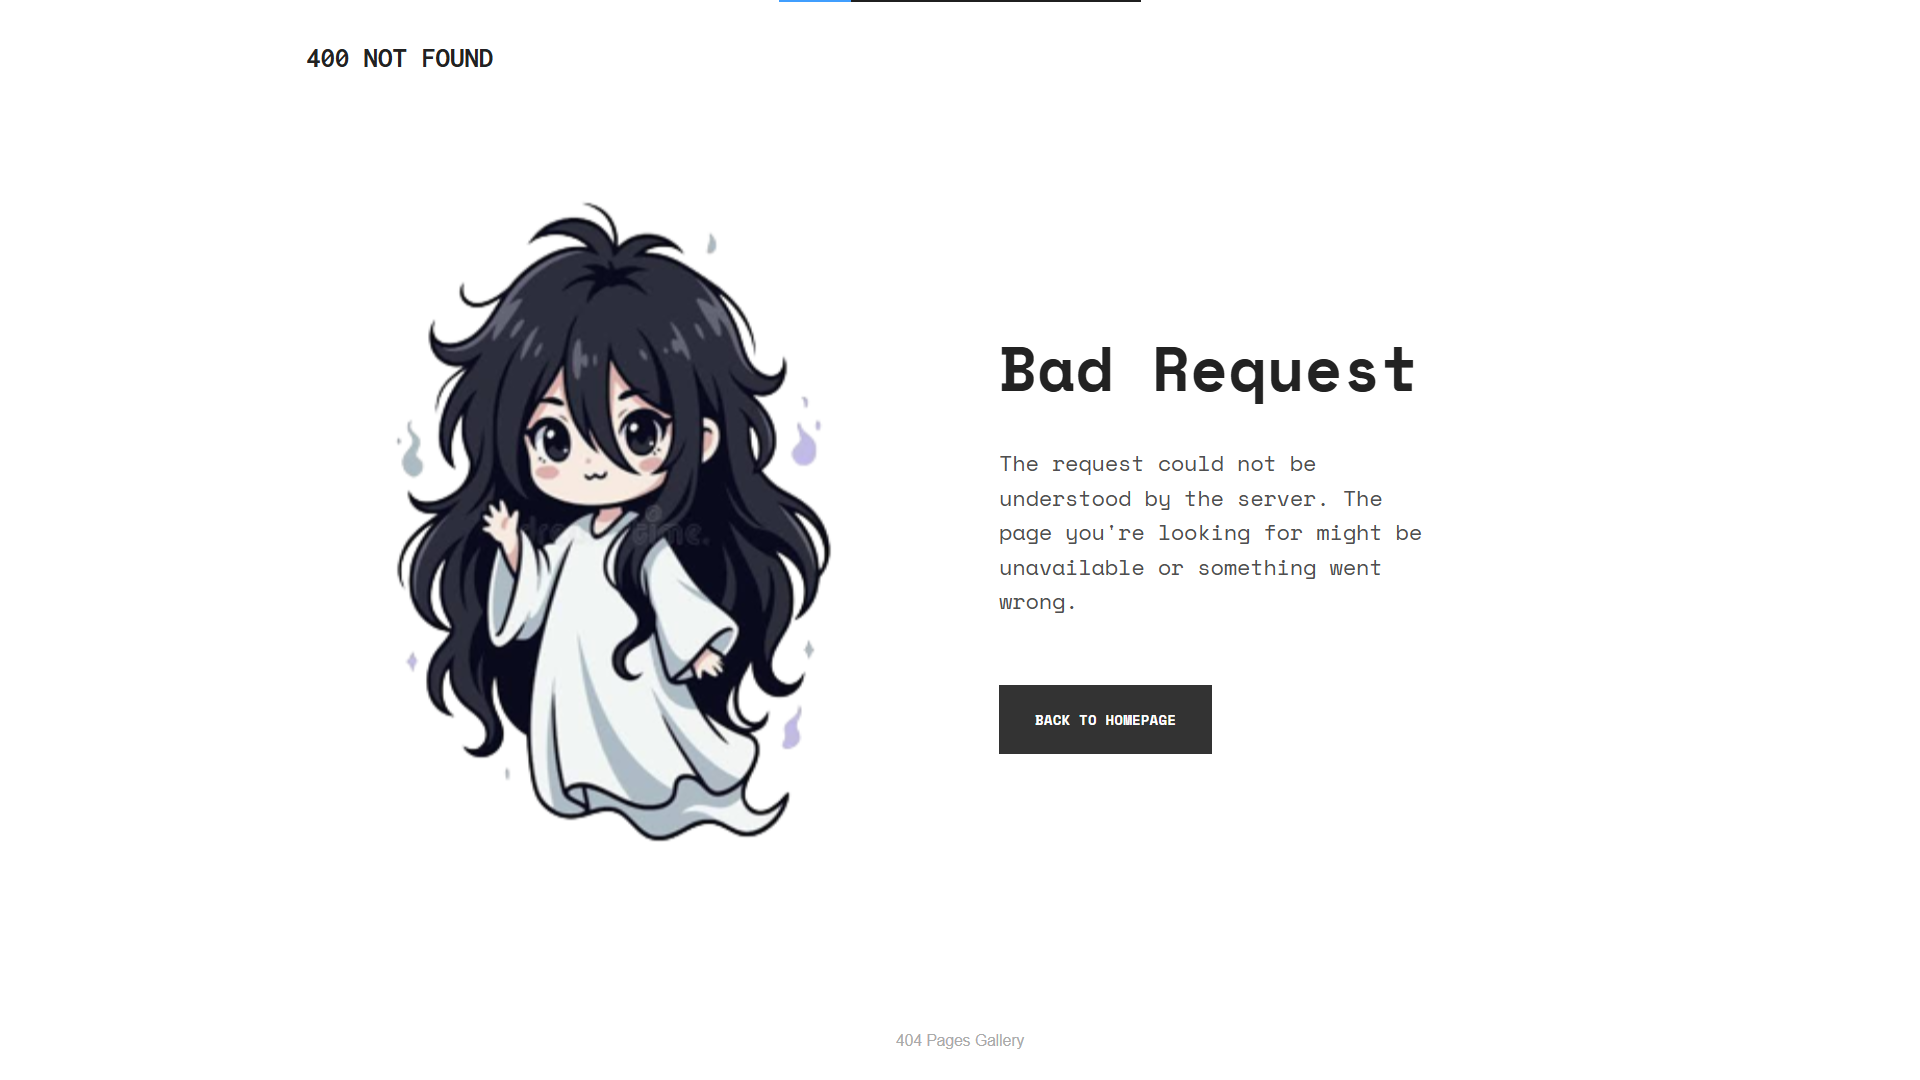 400 NOT FOUND
Bad Request
The request could not be
understood by the server. The
page you're looking for might be
unavailable or something went
wrong.
BACK TO HOMEPAGE
404 Pages Gallery